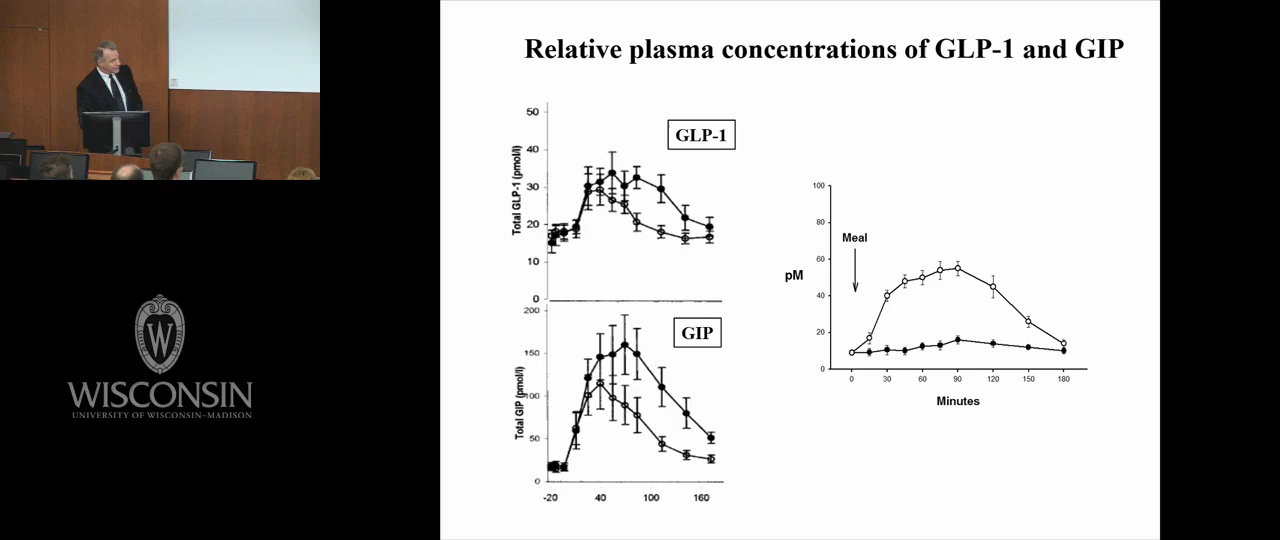 Relative plasma concentrations of GLP-1 and GIP
GLP-1
Total GLP-1 (pmol/l)
50
40
30
20
10
0
GIP
Total GIP (pmol/l)
200
150
100
50
0
-20 40 100 160
Meal
pM
100
80
60
40
20
0
0 30 60 90 120 150 180
Minutes
W
WISCONSIN
UNIVERSITY OF WISCONSIN–MADISON